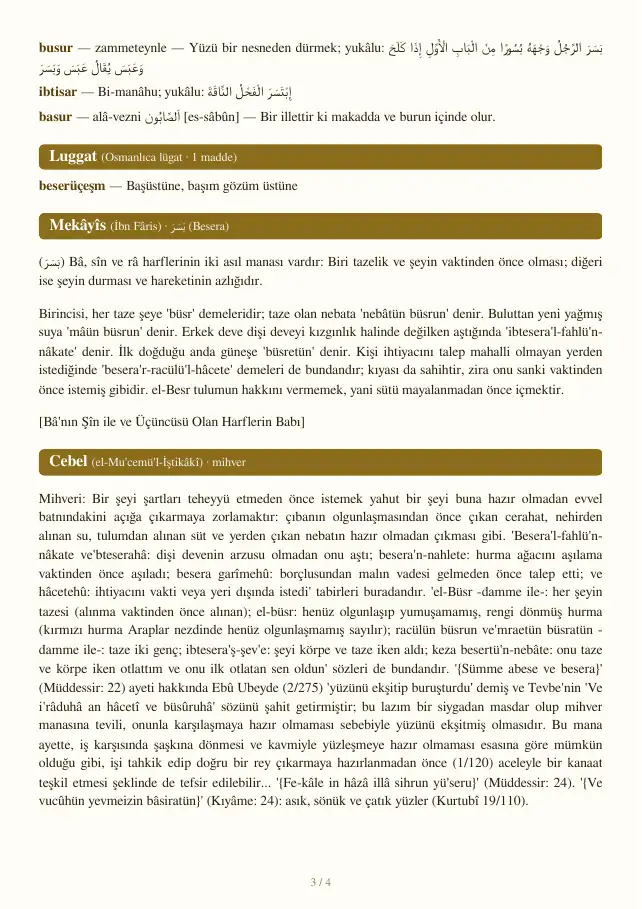 busur — zammeteynle — Yüzü bir nesneden dürmek; yukâlu: بَسَرَ الرَّجُلُ وَجْهَهُ بُسُورًا مِنَ الْبَابِ الْأَوَّلِ إِذَا كَلَحَ
وَعَبَسَ يُقَالُ عَبَسَ وَبَسَرَ
ibtisar — Bi-manâhu; yukâlu: إِبْتَسَرَ الْفَحْلُ النَّاقَةَ
basur — alâ-vezni اَلصَّابُون [es-sâbûn] — Bir illettir ki makadda ve burun içinde olur.
Luggat (Osmanlıca lügat · 1 madde)
beserüçeşm — Başüstüne, başım gözüm üstüne
Mekâyîs (İbn Fâris) · بَسَرَ (Besera)
(بَسَرَ) Bâ, sîn ve râ harflerinin iki asıl manası vardır: Biri tazelik ve şeyin vaktinden önce olması; diğeri
ise şeyin durması ve hareketinin azlığıdır.
Birincisi, her taze şeye 'büsr' demeleridir; taze olan nebata 'nebâtün büsrun' denir. Buluttan yeni yağmış
suya 'mâün büsrun' denir. Erkek deve dişi deveyi kızgınlık halinde değilken aştığında 'ibtesera'l-fahlü'n-
nâkate' denir. İlk doğduğu anda güneşe 'büsretün' denir. Kişi ihtiyacını talep mahalli olmayan yerden
istediğinde 'besera'r-racülü'l-hâcete' demeleri de bundandır; kıyası da sahihtir, zira onu sanki vaktinden
önce istemiş gibidir. el-Besr tulumun hakkını vermemek, yani sütü mayalanmadan önce içmektir.
[Bâ'nın Şîn ile ve Üçüncüsü Olan Harflerin Babı]
Cebel (el-Mu'cemü'l-İştikâkî) · mihver
Mihveri: Bir şeyi şartları teheyyü etmeden önce istemek yahut bir şeyi buna hazır olmadan evvel
batnındakini açığa çıkarmaya zorlamaktır: çıbanın olgunlaşmasından önce çıkan cerahat, nehirden
alınan su, tulumdan alınan süt ve yerden çıkan nebatın hazır olmadan çıkması gibi. 'Besera'l-fahlü'n-
nâkate ve'bteserahâ: dişi devenin arzusu olmadan onu aştı; besera'n-nahlete: hurma ağacını aşılama
vaktinden önce aşıladı; besera garîmehû: borçlusundan malın vadesi gelmeden önce talep etti; ve
hâcetehû: ihtiyacını vakti veya yeri dışında istedi' tabirleri buradandır. 'el-Büsr -damme ile-: her şeyin
tazesi (alınma vaktinden önce alınan); el-büsr: henüz olgunlaşıp yumuşamamış, rengi dönmüş hurma
(kırmızı hurma Araplar nezdinde henüz olgunlaşmamış sayılır); racülün büsrun ve'mraetün büsratün -
damme ile-: taze iki genç; ibtesera'ş-şev'e: şeyi körpe ve taze iken aldı; keza besertü'n-nebâte: onu taze
ve körpe iken otlattım ve onu ilk otlatan sen oldun' sözleri de bundandır. '{Sümme abese ve besera}'
(Müddessir: 22) ayeti hakkında Ebû Ubeyde (2/275) 'yüzünü ekşitip buruşturdu' demiş ve Tevbe'nin 'Ve
i'râduhâ an hâcetî ve büsûruhâ' sözünü şahit getirmiştir; bu lazım bir siygadan masdar olup mihver
manasına tevili, onunla karşılaşmaya hazır olmaması sebebiyle yüzünü ekşitmiş olmasıdır. Bu mana
ayette, iş karşısında şaşkına dönmesi ve kavmiyle yüzleşmeye hazır olmaması esasına göre mümkün
olduğu gibi, işi tahkik edip doğru bir rey çıkarmaya hazırlanmadan önce (1/120) aceleyle bir kanaat
teşkil etmesi şeklinde de tefsir edilebilir... '{Fe-kâle in hâzâ illâ sihrun yü'seru}' (Müddessir: 24). '{Ve
vucûhün yevmeizin bâsiratün}' (Kıyâme: 24): asık, sönük ve çatık yüzler (Kurtubî 19/110).
3 / 4